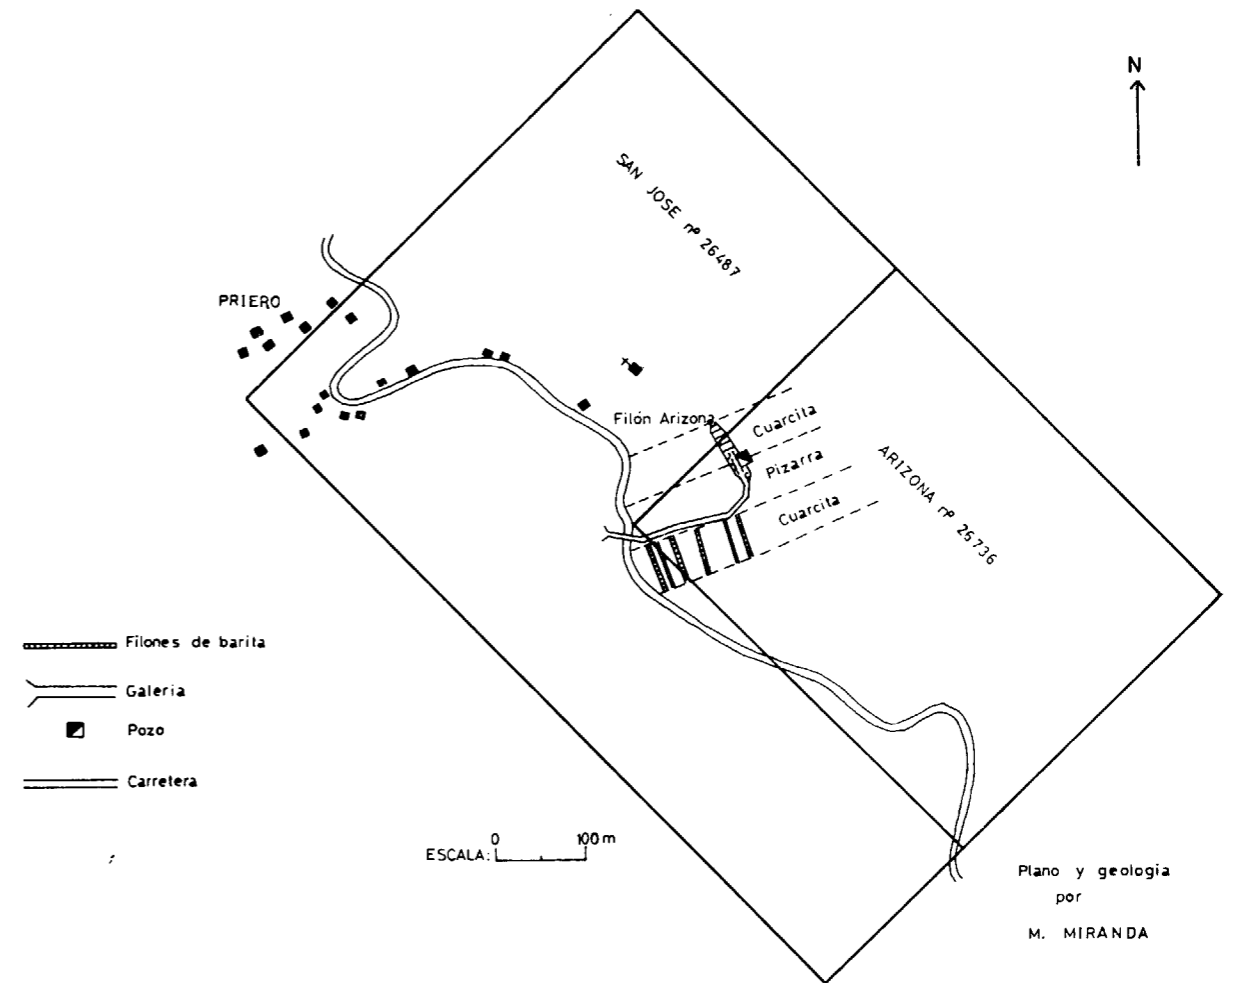 N
SAN JOSE nº 26487
PRIERO
Filón Arizona
Cuarcita
Pizarra
Cuarcita
ARIZONA nº 26736
Filones de barita
Galeria
Pozo
Carretera
0 100m
ESCALA:
Plano y geologia
por
M. MIRANDA